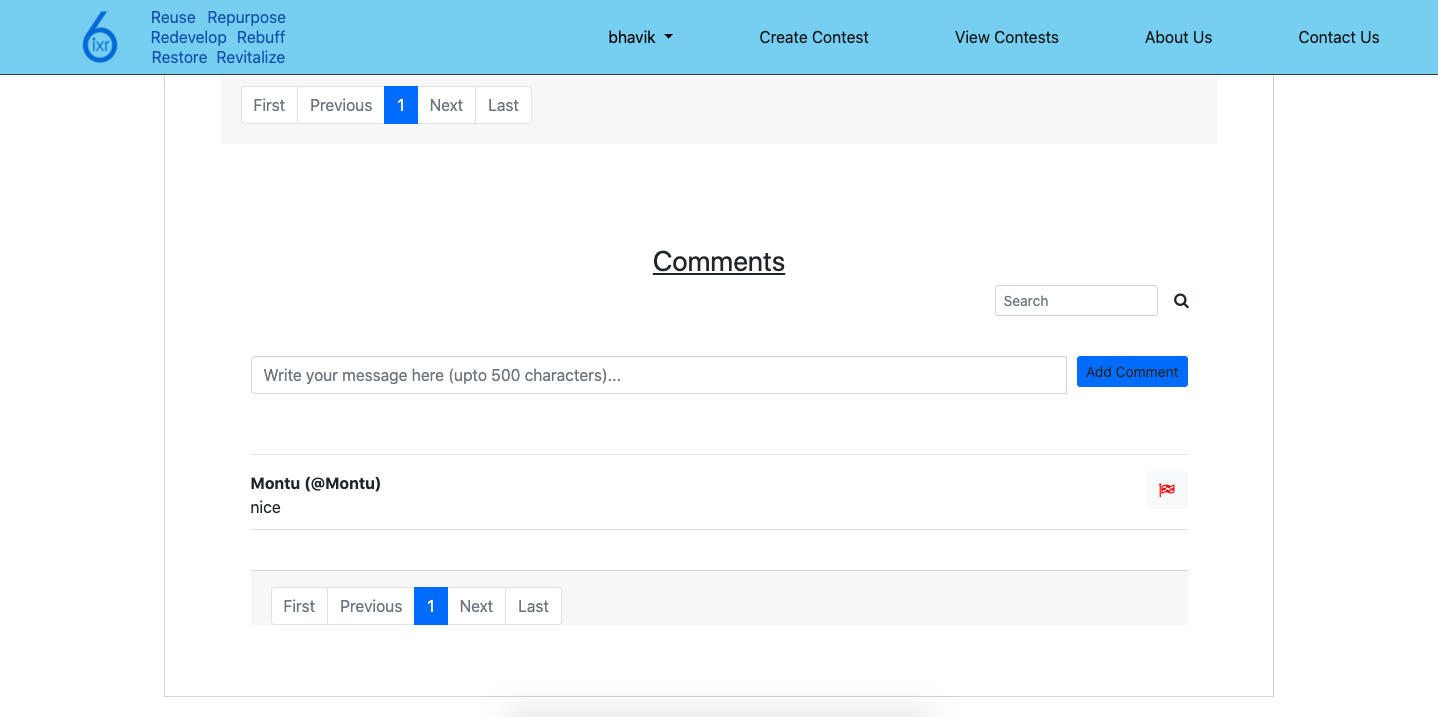 6ixr
Reuse Repurpose
Redevelop Rebuff
Restore Revitalize
bhavik
Create Contest
View Contests
About Us
Contact Us
First Previous 1 Next Last
Comments
Search
Write your message here (upto 500 characters)...
Add Comment
Montu (@Montu)
nice
First Previous 1 Next Last